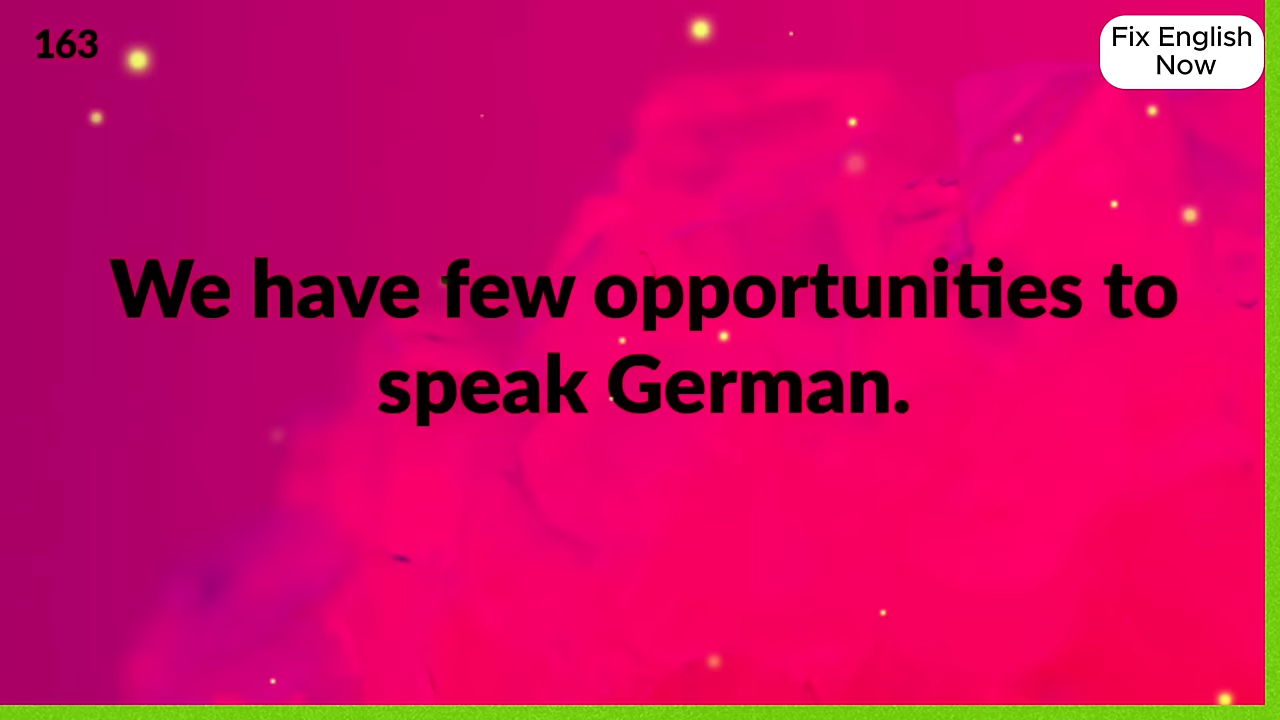 163
Fix English
Now
We have few opportunities to
speak German.